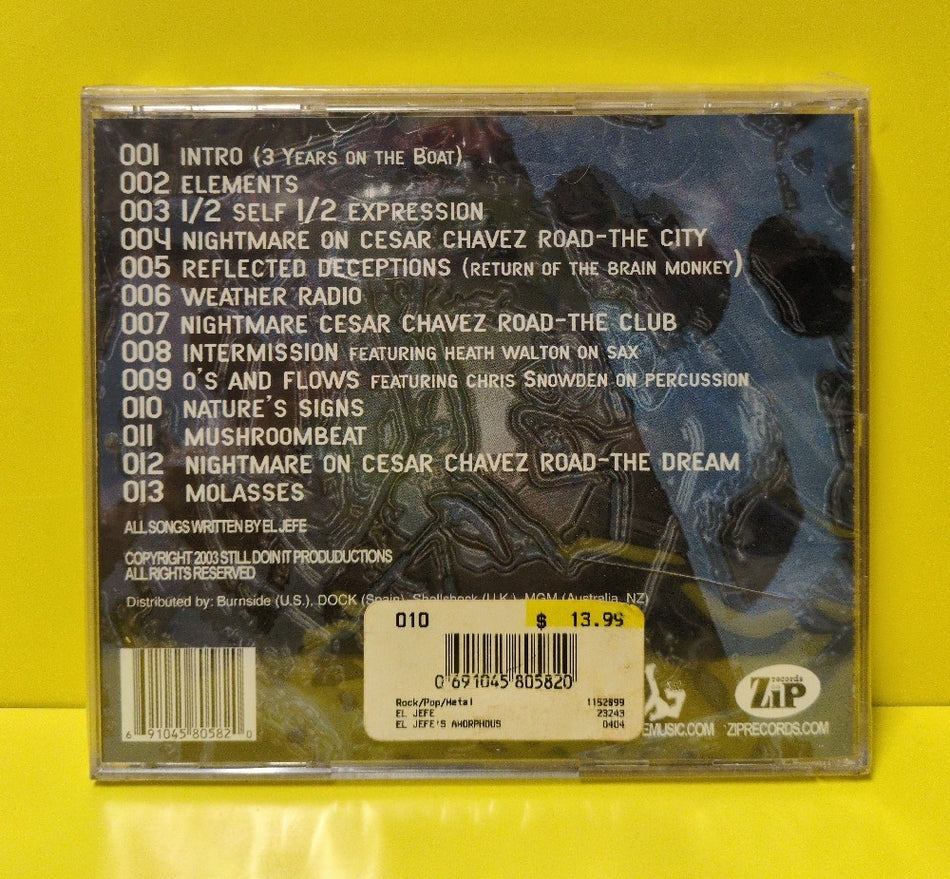 001 INTRO (3 YEARS ON THE BOAT)
002 ELEMENTS
003 1/2 SELF 1/2 EXPRESSION
004 NIGHTMARE ON CESAR CHAVEZ ROAD-THE CITY
005 REFLECTED DECEPTIONS (RETURN OF THE BRAIN MONKEY)
006 WEATHER RADIO
007 NIGHTMARE CESAR CHAVEZ ROAD-THE CLUB
008 INTERMISSION FEATURING HEATH WALTON ON SAX
009 O'S AND FLOWS FEATURING CHRIS SNOWDEN ON PERCUSSION
010 NATURE'S SIGNS
011 MUSHROOMBEAT
012 NIGHTMARE ON CESAR CHAVEZ ROAD-THE DREAM
013 MOLASSES
ALL SONGS WRITTEN BY EL JEFE
COPYRIGHT 2003 STILL DOIN IT PRODUDUCTIONS
ALL RIGHTS RESERVED
Distributed by: Burnside (U.S.), DOCK (Spain), Shellshock (U.K.), MGM (Australia, NZ)
010 $ 13.99
0 691045 805820
Rock/Pop/Metal 1152899
EL JEFE 23243
EL JEFE'S AMORPHOUS 0404
6 91045 80582 0
records
ZIP
EMUSIC.COM ZIPRECORDS.COM